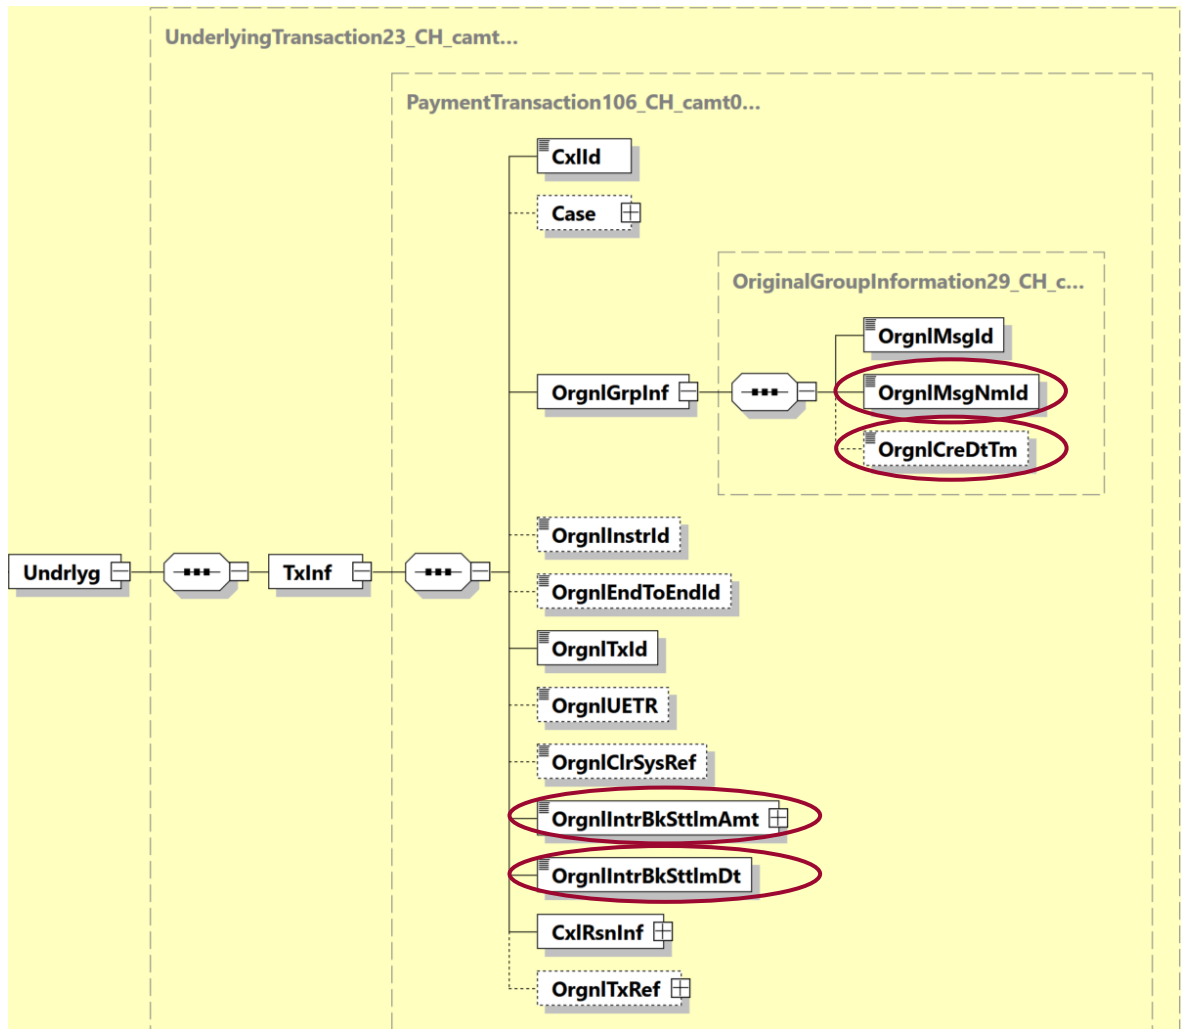 UnderlyingTransaction23_CH_camt...
PaymentTransaction106_CH_camt0...
CxlId
Case
OriginalGroupInformation29_CH_c...
OrgnlMsgId
OrgnlGrpInf
OrgnlMsgNmId
OrgnlCreDtTm
OrgnlInstrId
Undrlyg
TxInf
OrgnlEndToEndId
OrgnlTxId
OrgnlUETR
OrgnlClrSysRef
OrgnlIntrBkSttlmAmt
OrgnlIntrBkSttlmDt
CxlRsnInf
OrgnlTxRef